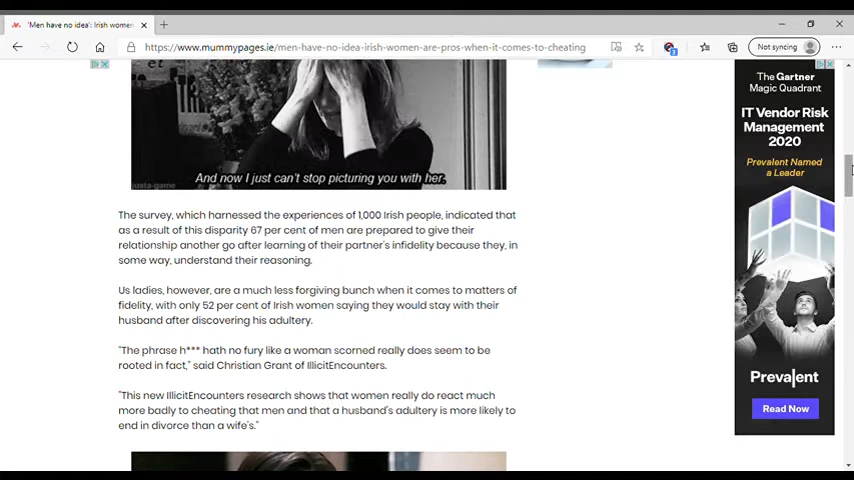 'Men have no idea': Irish women
Not syncing
https://www.mummypages.ie/men-have-no-idea-irish-women-are-pros-when-it-comes-to-cheating
et
And now I just can't stop picturing you with her.
The survey, which harnessed the experiences of 1,000 Irish people, indicated that
as a result of this disparity 67 per cent of men are prepared to give their
relationship another go after learning of their partner's infidelity because they, in
some way, understand their reasoning.
Us ladies, however, are a much less forgiving bunch when it comes to matters of
fidelity, with only 52 per cent of Irish women saying they would stay with their
husband after discovering his adultery.
"The phrase h*** hath no fury like a woman scorned really does seem to be
rooted in fact," said Christian Grant of IllicitEncounters.
"This new IllicitEncounters research shows that women really do react much
more badly to cheating that men and that a husband's adultery is more likely to
end in divorce than a wife's."
The Gartner
Magic Quadrant
IT Vendor Risk
Management
2020
Prevalent Named
a Leader
Prevalent
Read Now